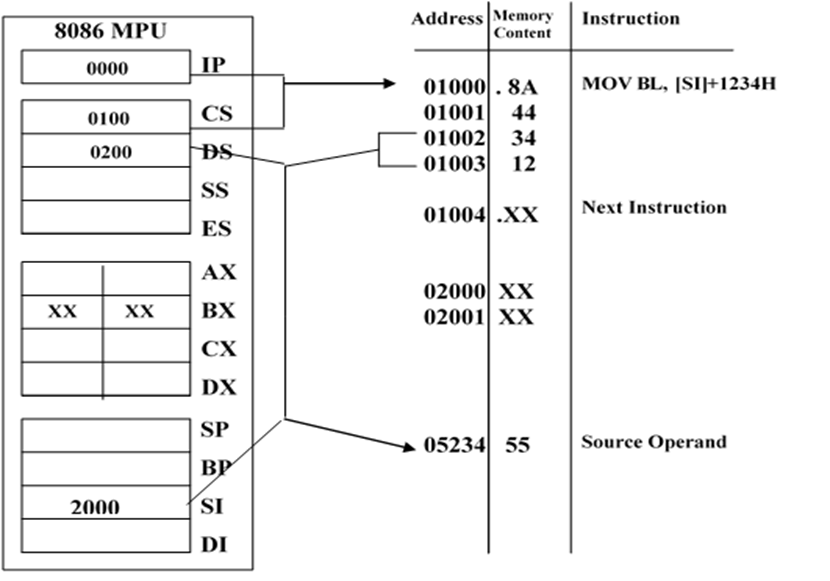 8086 MPU
0000 IP
0100 CS
0200 DS
SS
ES
AX
XX XX BX
CX
DX
SP
BP
2000 SI
DI
Address Memory Content Instruction
01000 . 8A MOV BL, [SI]+1234H
01001 44
01002 34
01003 12
01004 .XX Next Instruction
02000 XX
02001 XX
05234 55 Source Operand